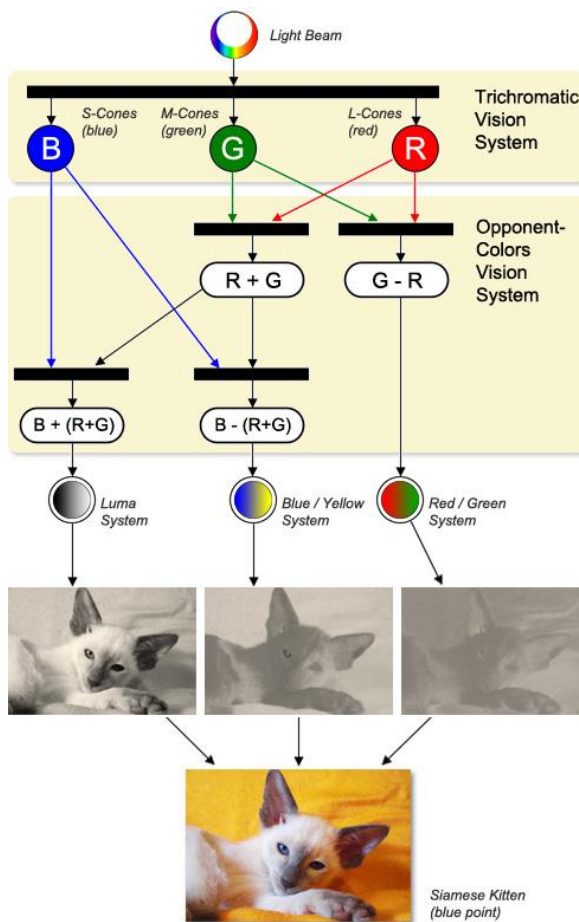 Light Beam
S-Cones
(blue)
M-Cones
(green)
L-Cones
(red)
Trichromatic
Vision
System
B
G
R
Opponent-
Colors
Vision
System
R + G
G - R
B + (R+G)
B - (R+G)
Luma
System
Blue / Yellow
System
Red / Green
System
Siamese Kitten
(blue point)